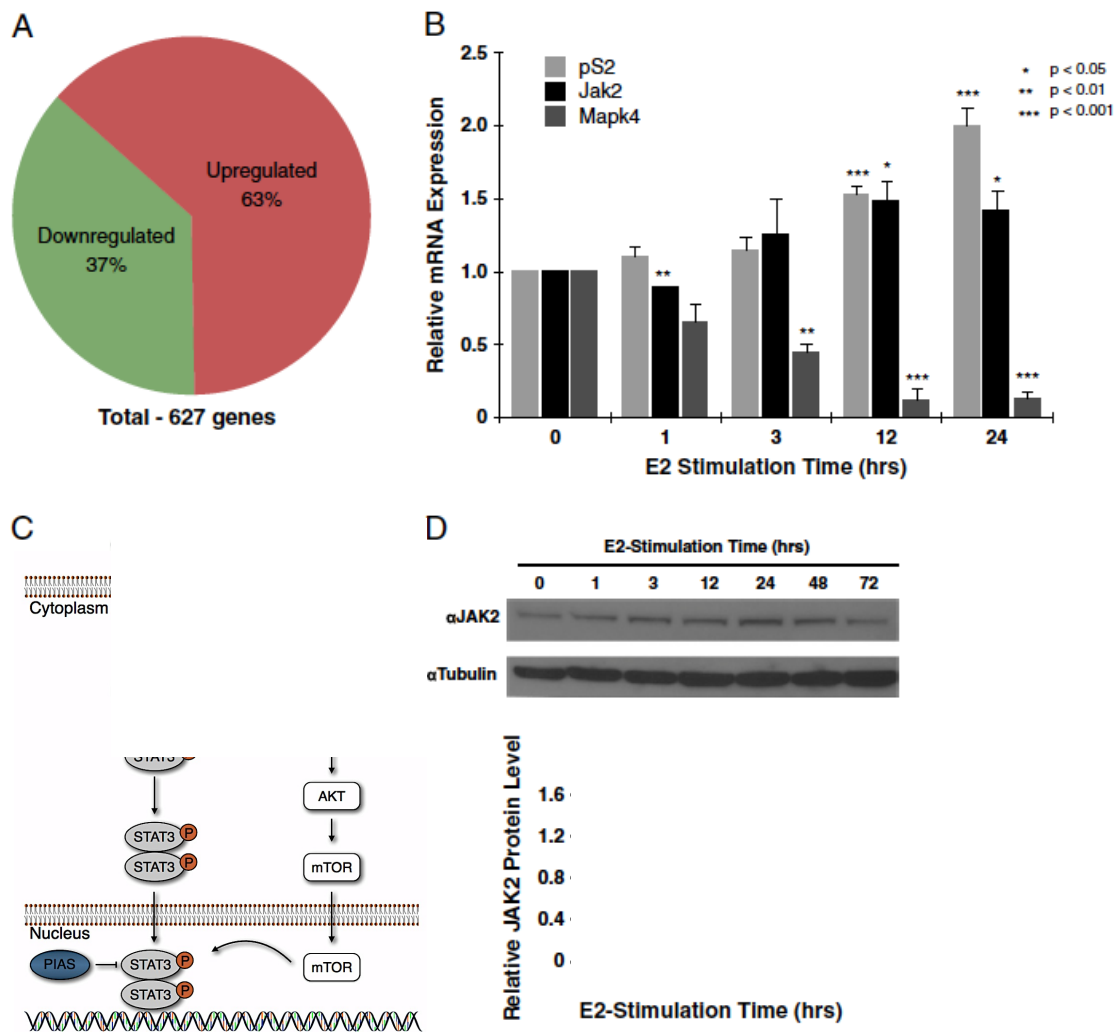 A
Upregulated
63%
Downregulated
37%
Total - 627 genes
B
2.5
2.0
1.5
1.0
0.5
0
Relative mRNA Expression
pS2
Jak2
Mapk4
* p < 0.05
** p < 0.01
*** p < 0.001
***
*
***
*
**
**
***
***
0 1 3 12 24
E2 Stimulation Time (hrs)
C
Cytoplasm
STAT3
AKT
STAT3 P
STAT3 P
mTOR
Nucleus
PIAS
STAT3 P
STAT3 P
mTOR
D
E2-Stimulation Time (hrs)
0 1 3 12 24 48 72
αJAK2
αTubulin
Relative JAK2 Protein Level
1.6
1.2
0.8
0.4
0
E2-Stimulation Time (hrs)